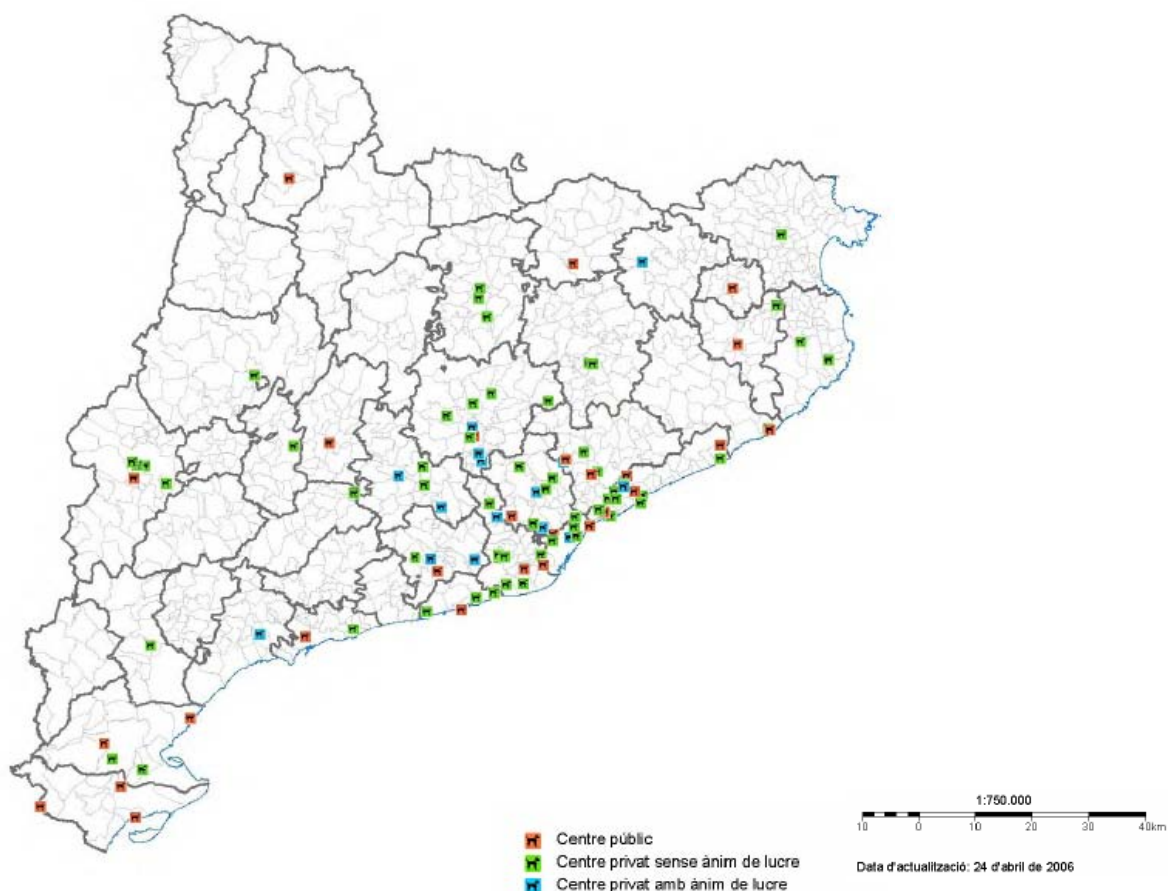 1:750.000
10 0 10 20 30 40km
Centre públic
Centre privat sense ànim de lucre
Centre privat amb ànim de lucre
Data d'actualització: 24 d'abril de 2006